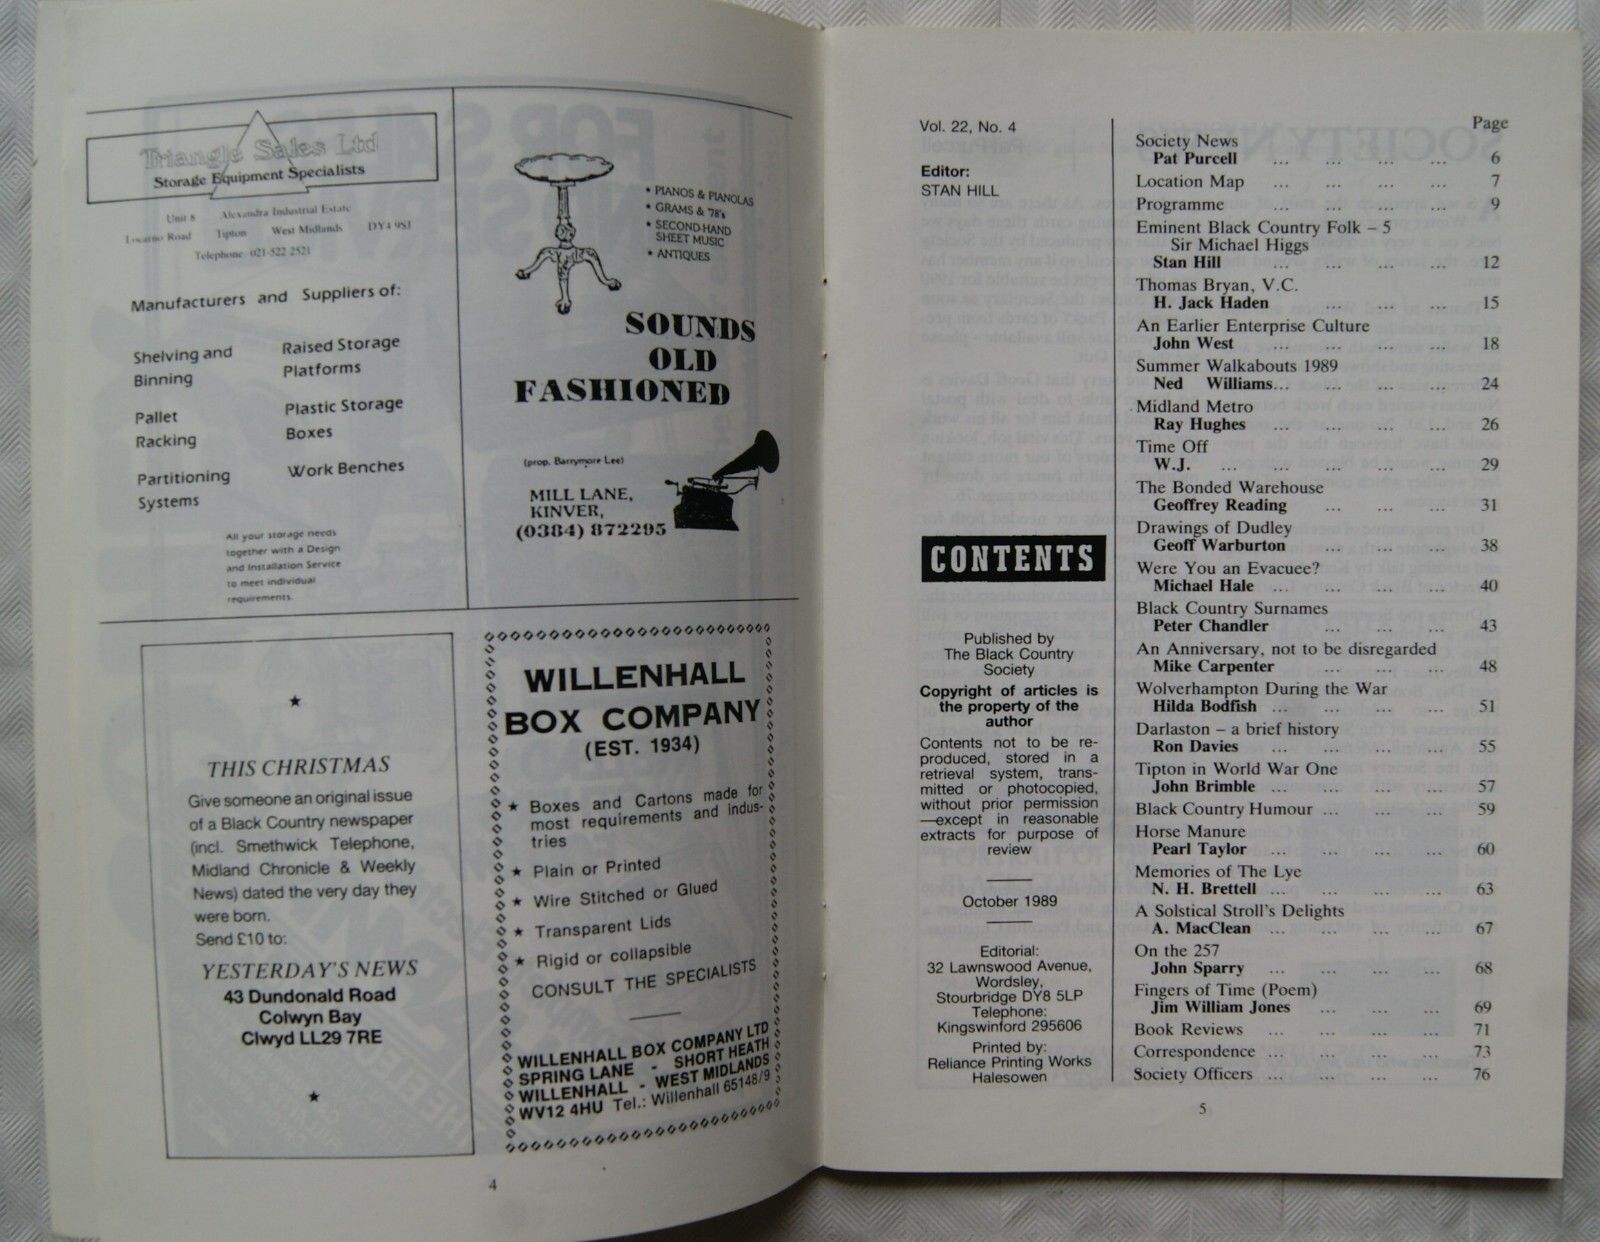 Triangle Sales Ltd
Storage Equipment Specialists
Unit 8 Alexandra Industrial Estate
Locarno Road Tipton West Midlands DY4 9SJ
Telephone: 021-522 2521
Manufacturers and Suppliers of:
Shelving and
Binning
Raised Storage
Platforms
Pallet
Racking
Plastic Storage
Boxes
Partitioning
Systems
Work Benches
All your storage needs
together with a Design
and Installation Service
to meet individual
requirements.
★ PIANOS & PIANOLAS
★ GRAMS & '78's
★ SECOND-HAND
SHEET MUSIC
★ ANTIQUES
SOUNDS
OLD
FASHIONED
(prop. Barrymore Lee)
MILL LANE,
KINVER,
(0384) 872295
★
THIS CHRISTMAS
Give someone an original issue
of a Black Country newspaper
(incl. Smethwick Telephone,
Midland Chronicle & Weekly
News) dated the very day they
were born.
Send £10 to:
YESTERDAY'S NEWS
43 Dundonald Road
Colwyn Bay
Clwyd LL29 7RE
★
WILLENHALL
BOX COMPANY
(EST. 1934)
★ Boxes and Cartons made for
most requirements and indus-
tries
★ Plain or Printed
★ Wire Stitched or Glued
★ Transparent Lids
★ Rigid or collapsible
CONSULT THE SPECIALISTS
WILLENHALL BOX COMPANY LTD
SPRING LANE - SHORT HEATH
WILLENHALL - WEST MIDLANDS
WV12 4HU Tel.: Willenhall 65148/9
4
Vol. 22, No. 4
Editor:
STAN HILL
CONTENTS
Published by
The Black Country
Society
Copyright of articles is
the property of the
author
Contents not to be re-
produced, stored in a
retrieval system, trans-
mitted or photocopied,
without prior permission
—except in reasonable
extracts for purpose of
review
October 1989
Editorial:
32 Lawnswood Avenue,
Wordsley,
Stourbridge DY8 5LP
Telephone:
Kingswinford 295606
Printed by:
Reliance Printing Works
Halesowen
Page
Society News
Pat Purcell ... ... ... ... 6
Location Map ... ... ... ... 7
Programme ... ... ... ... 9
Eminent Black Country Folk – 5
Sir Michael Higgs
Stan Hill ... ... ... ... 12
Thomas Bryan, V.C.
H. Jack Haden ... ... ... 15
An Earlier Enterprise Culture
John West ... ... ... ... 18
Summer Walkabouts 1989
Ned Williams... ... ... ... 24
Midland Metro
Ray Hughes ... ... ... ... 26
Time Off
W.J. ... ... ... ... ... 29
The Bonded Warehouse
Geoffrey Reading ... ... ... 31
Drawings of Dudley
Geoff Warburton ... ... ... 38
Were You an Evacuee?
Michael Hale ... ... ... ... 40
Black Country Surnames
Peter Chandler ... ... ... 43
An Anniversary, not to be disregarded
Mike Carpenter ... ... ... 48
Wolverhampton During the War
Hilda Bodfish ... ... ... ... 51
Darlaston – a brief history
Ron Davies ... ... ... ... 55
Tipton in World War One
John Brimble ... ... ... ... 57
Black Country Humour ... ... ... 59
Horse Manure
Pearl Taylor ... ... ... ... 60
Memories of The Lye
N. H. Brettell ... ... ... ... 63
A Solstical Stroll's Delights
A. MacClean ... ... ... ... 67
On the 257
John Sparry ... ... ... ... 68
Fingers of Time (Poem)
Jim William Jones ... ... ... 69
Book Reviews ... ... ... ... 71
Correspondence ... ... ... ... 73
Society Officers ... ... ... ... 76
5